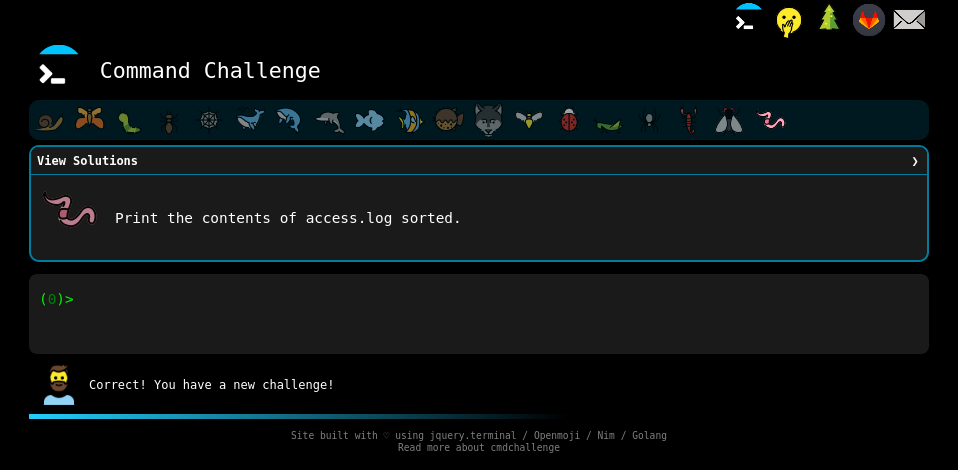 Command Challenge
View Solutions ❯
Print the contents of access.log sorted.
(0)>
Correct! You have a new challenge!
Site built with ♡ using jquery.terminal / Openmoji / Nim / Golang
Read more about cmdchallenge